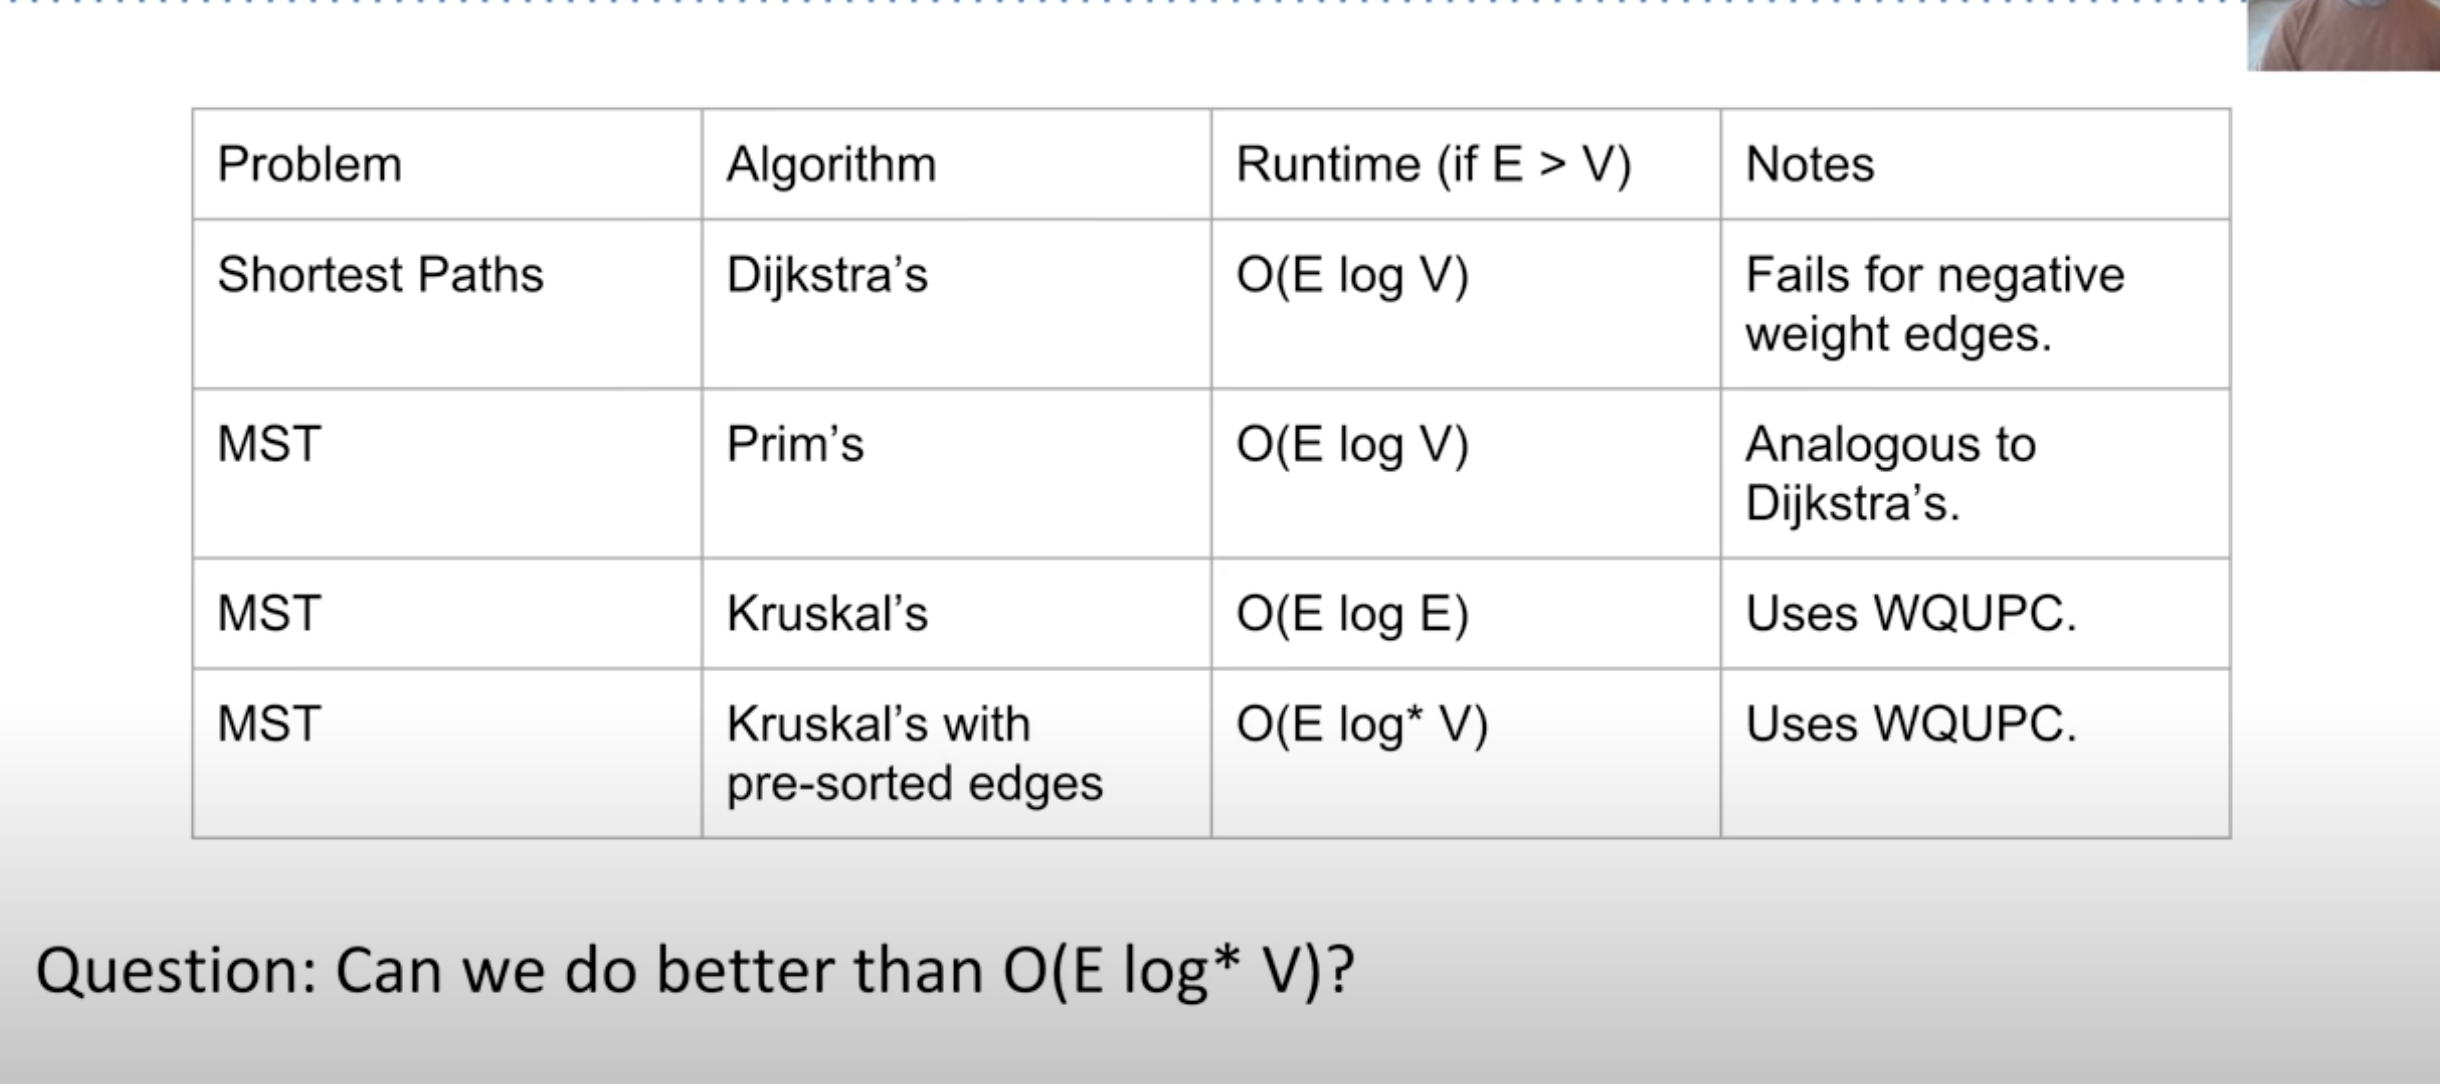 Problem Algorithm Runtime (if E > V) Notes
Shortest Paths Dijkstra’s O(E log V) Fails for negative
weight edges.
MST Prim’s O(E log V) Analogous to
Dijkstra’s.
MST Kruskal’s O(E log E) Uses WQUPC.
MST Kruskal’s with O(E log* V) Uses WQUPC.
pre-sorted edges
Question: Can we do better than O(E log* V)?